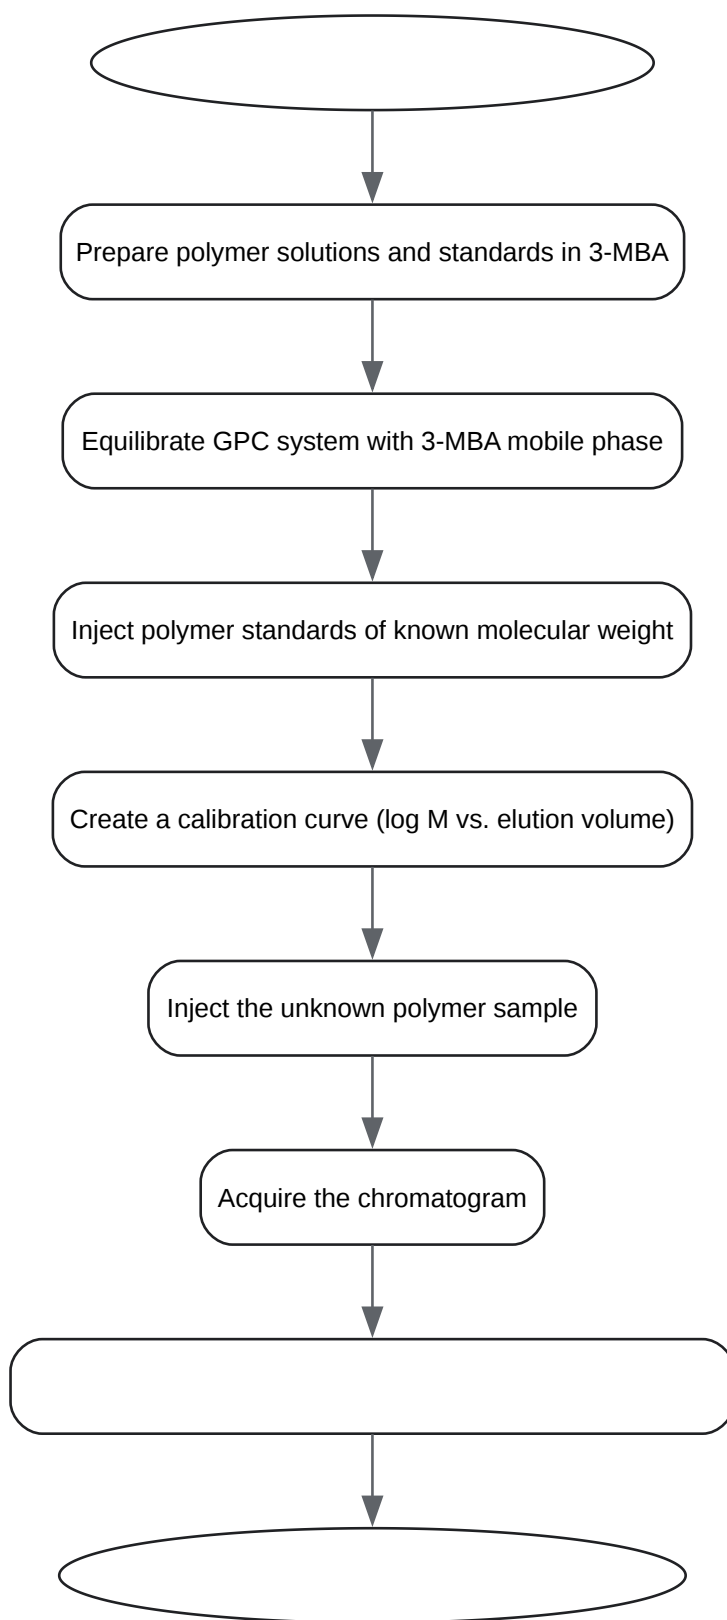 Prepare polymer solutions and standards in 3-MBA
Equilibrate GPC system with 3-MBA mobile phase
Inject polymer standards of known molecular weight
Create a calibration curve (log M vs. elution volume)
Inject the unknown polymer sample
Acquire the chromatogram